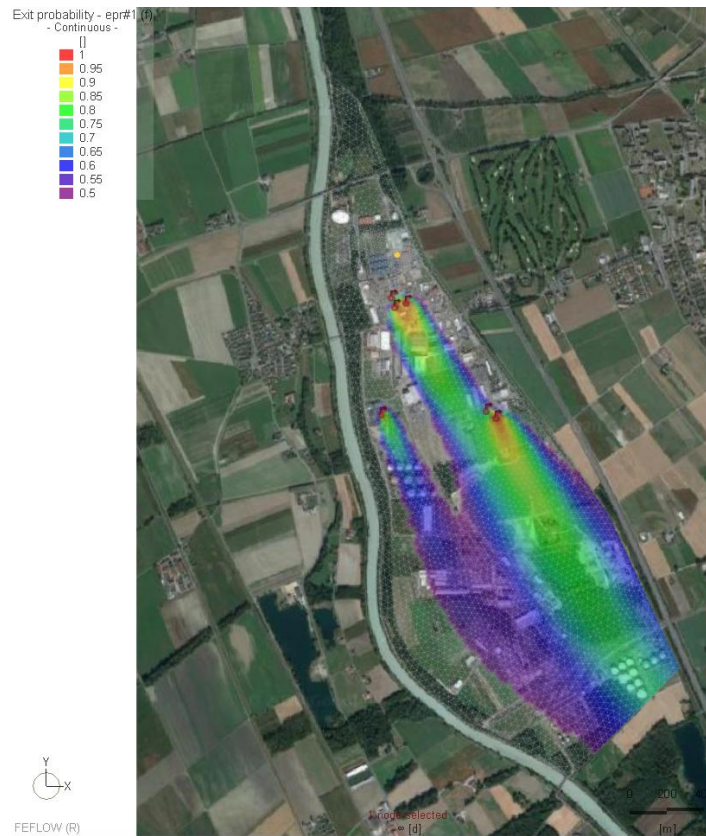 Exit probability - epr#1 (f)
- Continuous -
[]
1
0.95
0.9
0.85
0.8
0.75
0.7
0.65
0.6
0.55
0.5
Y
X
FEFLOW (R)
1 node selected
[d]
0 200
[m]